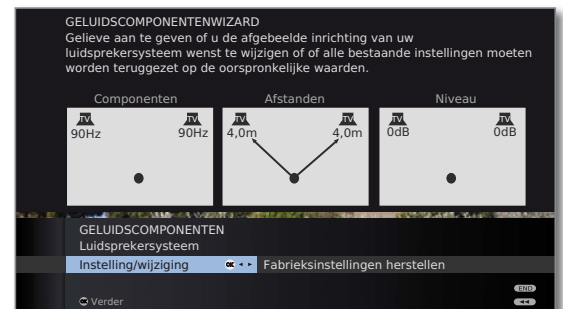 GELUIDSCOMPONENTENWIZARD
Gelieve aan te geven of u de afgebeelde inrichting van uw
luidsprekersysteem wenst te wijzigen of of alle bestaande instellingen moeten
worden teruggezet op de oorspronkelijke waarden.
Componenten Afstanden Niveau
TV TV TV TV TV TV
90Hz 90Hz 4,0m 4,0m 0dB 0dB
GELUIDSCOMPONENTEN
Luidsprekersysteem
Instelling/wijziging OK Fabrieksinstellingen herstellen
END
OK Verder